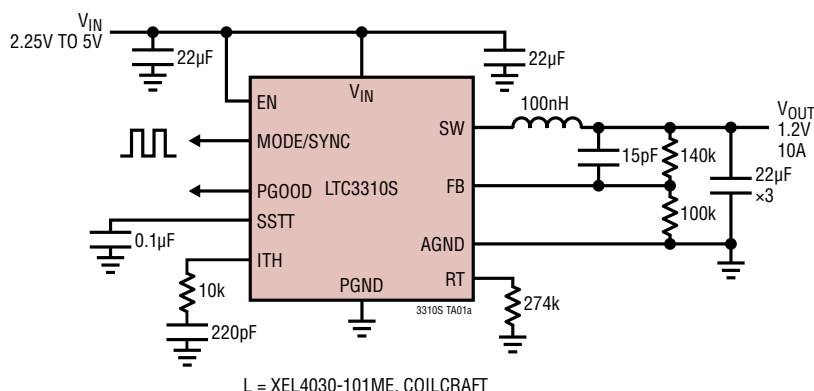 VIN
2.25V TO 5V
22µF
22µF
EN
VIN
MODE/SYNC
PGOOD
LTC3310S
SSTT
ITH
PGND
SW
FB
AGND
RT
3310S TA01a
100nH
VOUT
1.2V
10A
15pF
140k
22µF
×3
100k
0.1µF
10k
220pF
274k
L = XEL4030-101ME, COILCRAFT